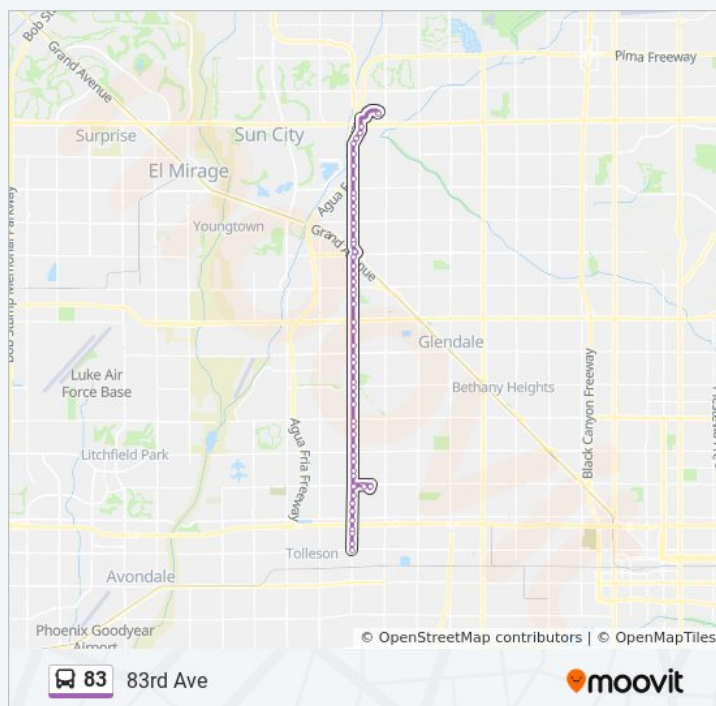 Bob St
Grand Avenue
Pima Freeway
Surprise
Sun City
El Mirage
Agua F
Youngtown
Grand Avenue
Bob Stump Memorial Parkway
Glendale
Luke Air
Force Base
Bethany Heights
Black Canyon Freeway
Litchfield Park
Agua Fria Freeway
Tolleson
Avondale
Phoenix Goodyear
Airport
© OpenStreetMap contributors | © OpenMapTiles
83 83rd Ave
moovit